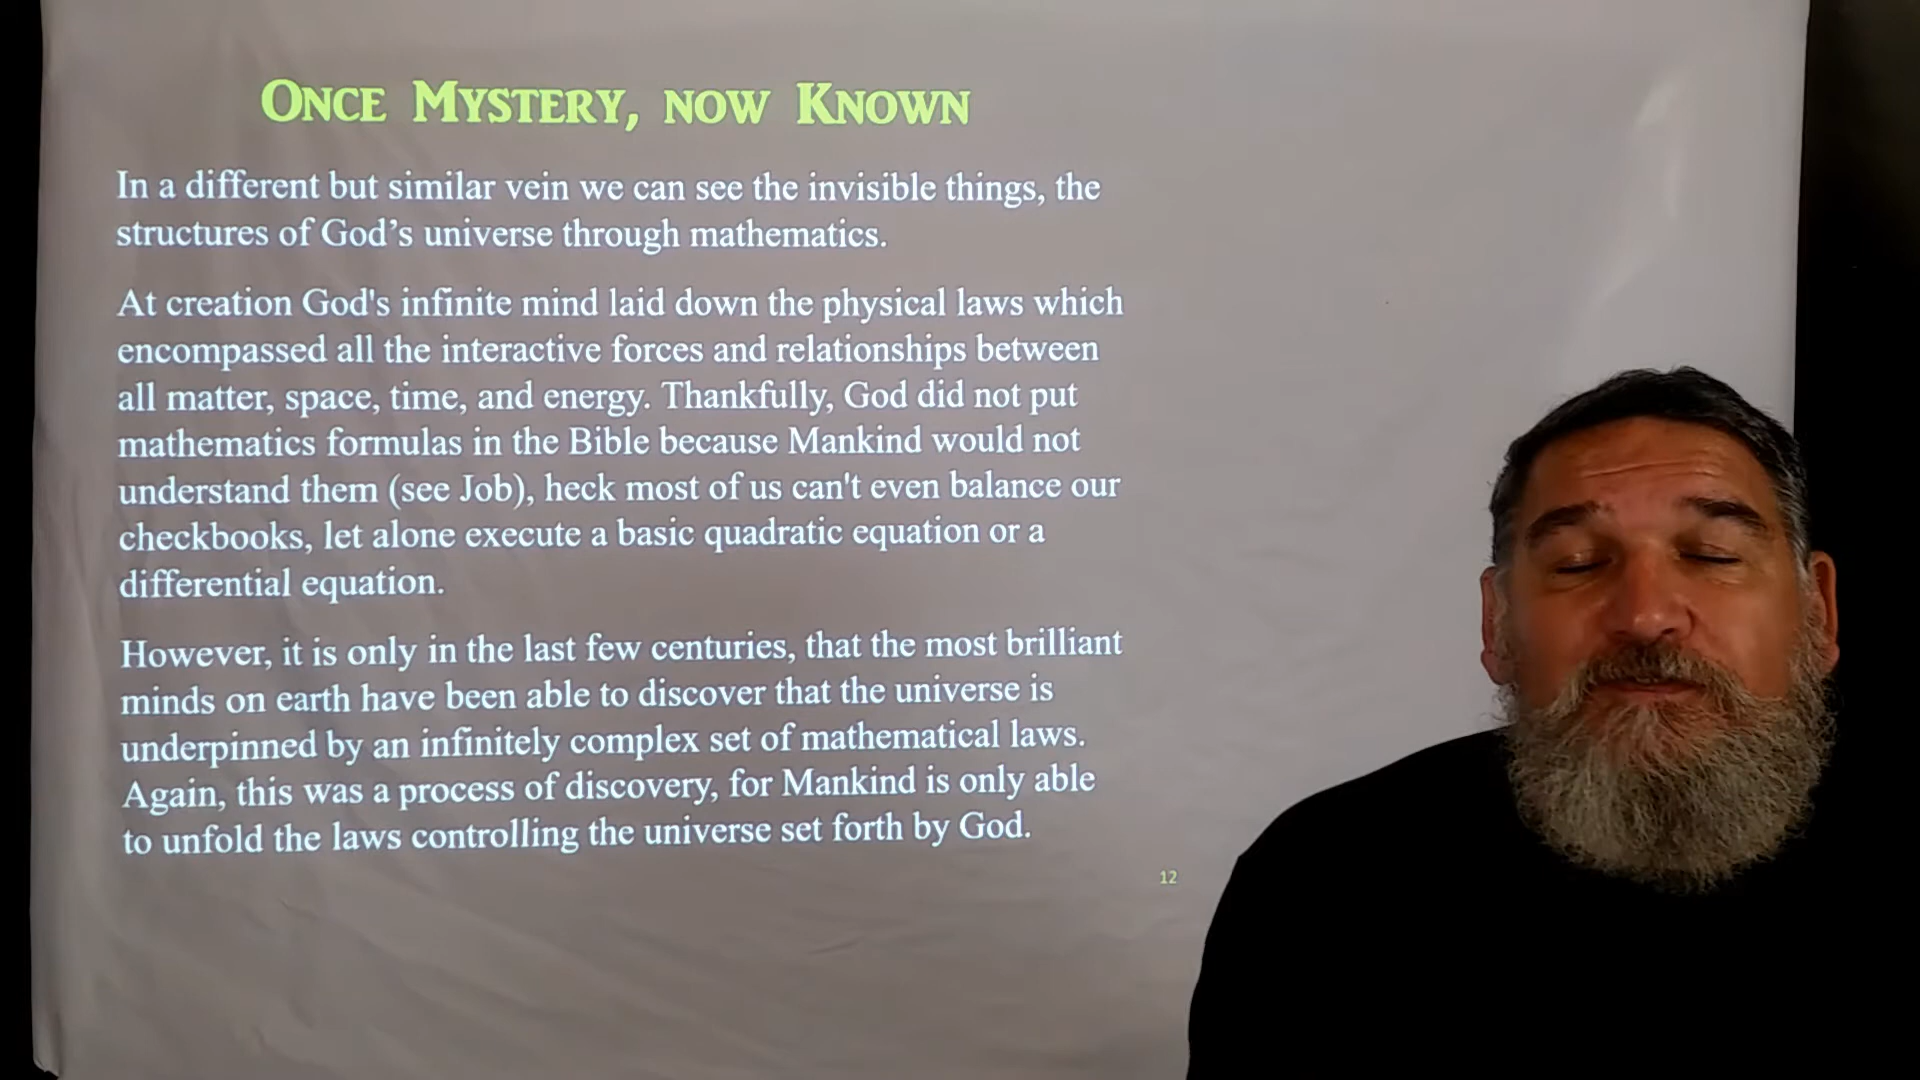 ONCE MYSTERY, NOW KNOWN
In a different but similar vein we can see the invisible things, the
structures of God’s universe through mathematics.
At creation God's infinite mind laid down the physical laws which
encompassed all the interactive forces and relationships between
all matter, space, time, and energy. Thankfully, God did not put
mathematics formulas in the Bible because Mankind would not
understand them (see Job), heck most of us can't even balance our
checkbooks, let alone execute a basic quadratic equation or a
differential equation.
However, it is only in the last few centuries, that the most brilliant
minds on earth have been able to discover that the universe is
underpinned by an infinitely complex set of mathematical laws.
Again, this was a process of discovery, for Mankind is only able
to unfold the laws controlling the universe set forth by God.
12